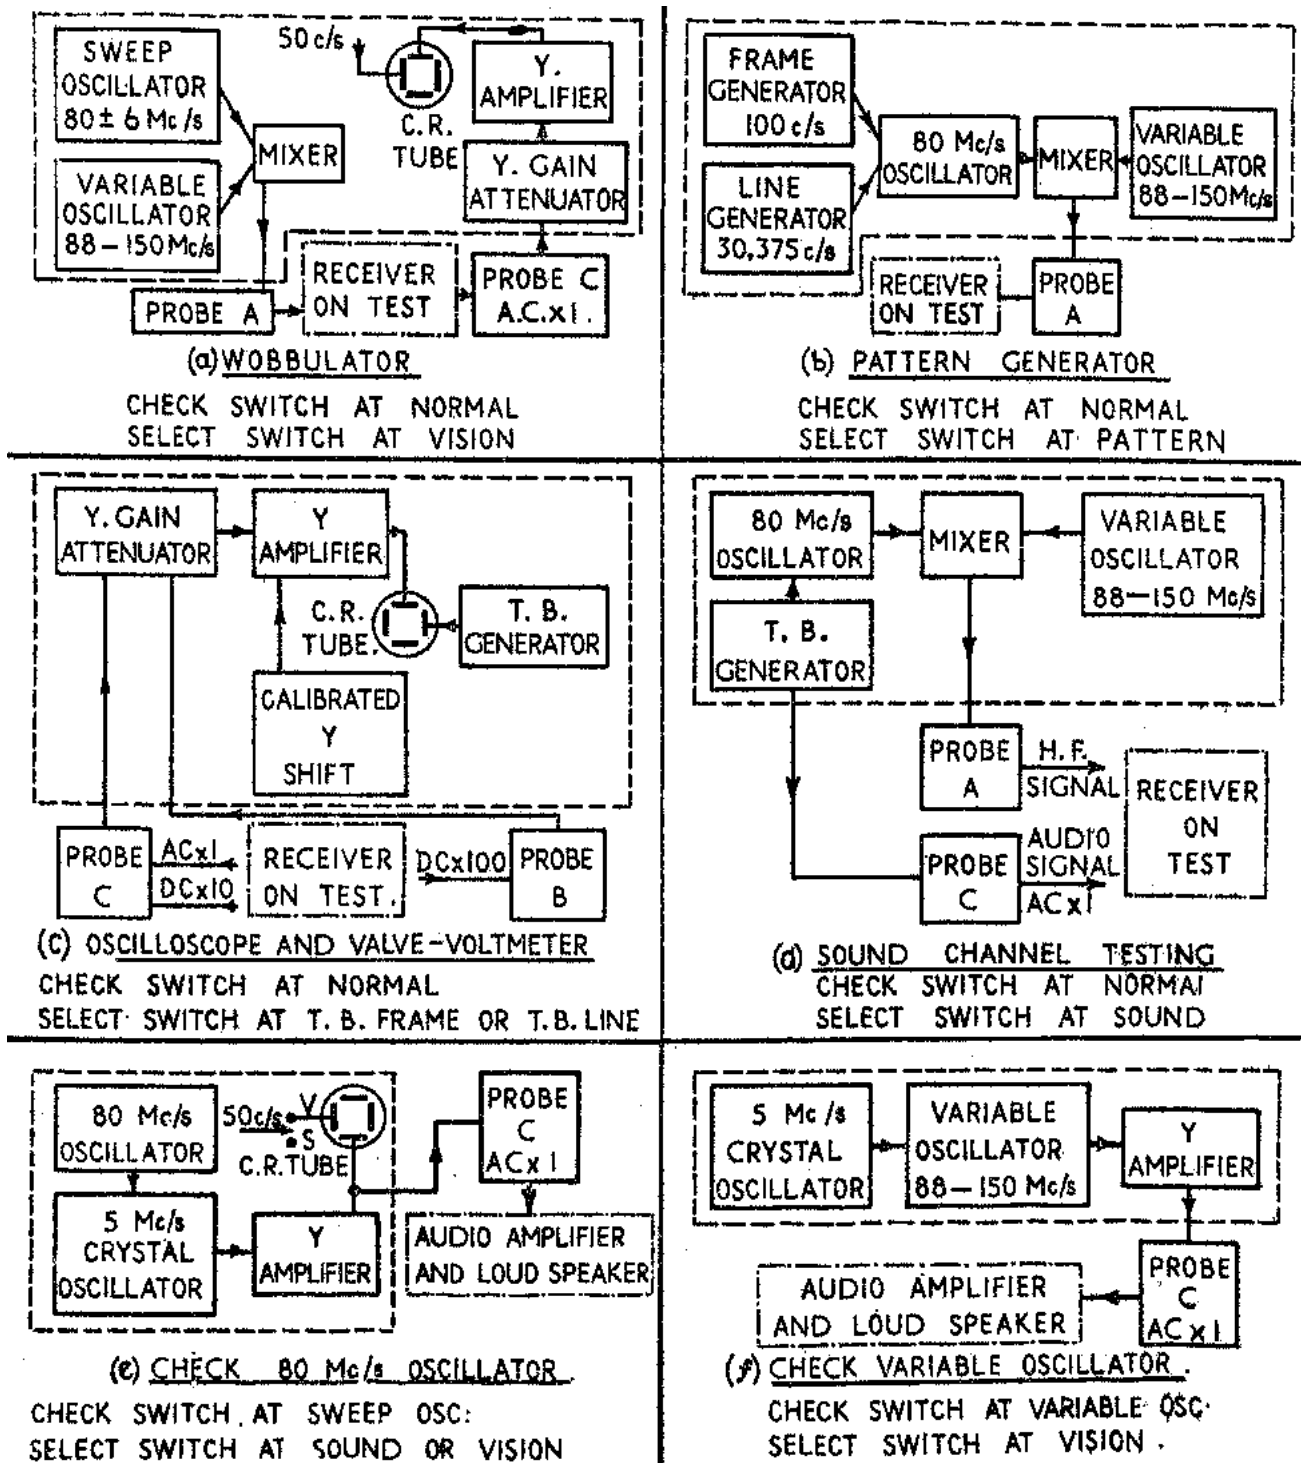 SWEEP
OSCILLATOR
80 ± 6 Mc/s
VARIABLE
OSCILLATOR
88 – 150 Mc/s
MIXER
50 c/s
C.R.
TUBE
Y.
AMPLIFIER
Y. GAIN
ATTENUATOR
PROBE A
RECEIVER
ON TEST
PROBE C
A.C. x 1.
(a) WOBBULATOR
CHECK SWITCH AT NORMAL
SELECT SWITCH AT VISION
FRAME
GENERATOR
100 c/s
LINE
GENERATOR
30,375 c/s
80 Mc/s
OSCILLATOR
MIXER
VARIABLE
OSCILLATOR
88 – 150 Mc/s
RECEIVER
ON TEST
PROBE
A
(b) PATTERN GENERATOR
CHECK SWITCH AT NORMAL
SELECT SWITCH AT PATTERN
Y. GAIN
ATTENUATOR
Y
AMPLIFIER
C.R.
TUBE.
T. B.
GENERATOR
CALIBRATED
Y
SHIFT
PROBE
C
ACx1
DCx10
RECEIVER
ON TEST.
DCx100
PROBE
B
(c) OSCILLOSCOPE AND VALVE-VOLTMETER
CHECK SWITCH AT NORMAL
SELECT SWITCH AT T. B. FRAME OR T.B. LINE
80 Mc/s
OSCILLATOR
MIXER
VARIABLE
OSCILLATOR
88 – 150 Mc/s
T. B.
GENERATOR
PROBE
A
H. F.
SIGNAL
RECEIVER
ON
TEST
PROBE
C
AUDIO
SIGNAL
ACx1
(d) SOUND CHANNEL TESTING
CHECK SWITCH AT NORMAL
SELECT SWITCH AT SOUND
80 Mc/s
OSCILLATOR
50c/s
V
S
C.R. TUBE
5 Mc/s
CRYSTAL
OSCILLATOR
Y
AMPLIFIER
PROBE
C
ACx1
AUDIO AMPLIFIER
AND LOUD SPEAKER
(e) CHECK 80 Mc/s OSCILLATOR.
CHECK SWITCH AT SWEEP OSC:
SELECT SWITCH AT SOUND OR VISION
5 Mc/s
CRYSTAL
OSCILLATOR
VARIABLE
OSCILLATOR
88 – 150 Mc/s
Y
AMPLIFIER
PROBE
C
ACx1
AUDIO AMPLIFIER
AND LOUD SPEAKER
(f) CHECK VARIABLE OSCILLATOR.
CHECK SWITCH AT VARIABLE OSC.
SELECT SWITCH AT VISION.